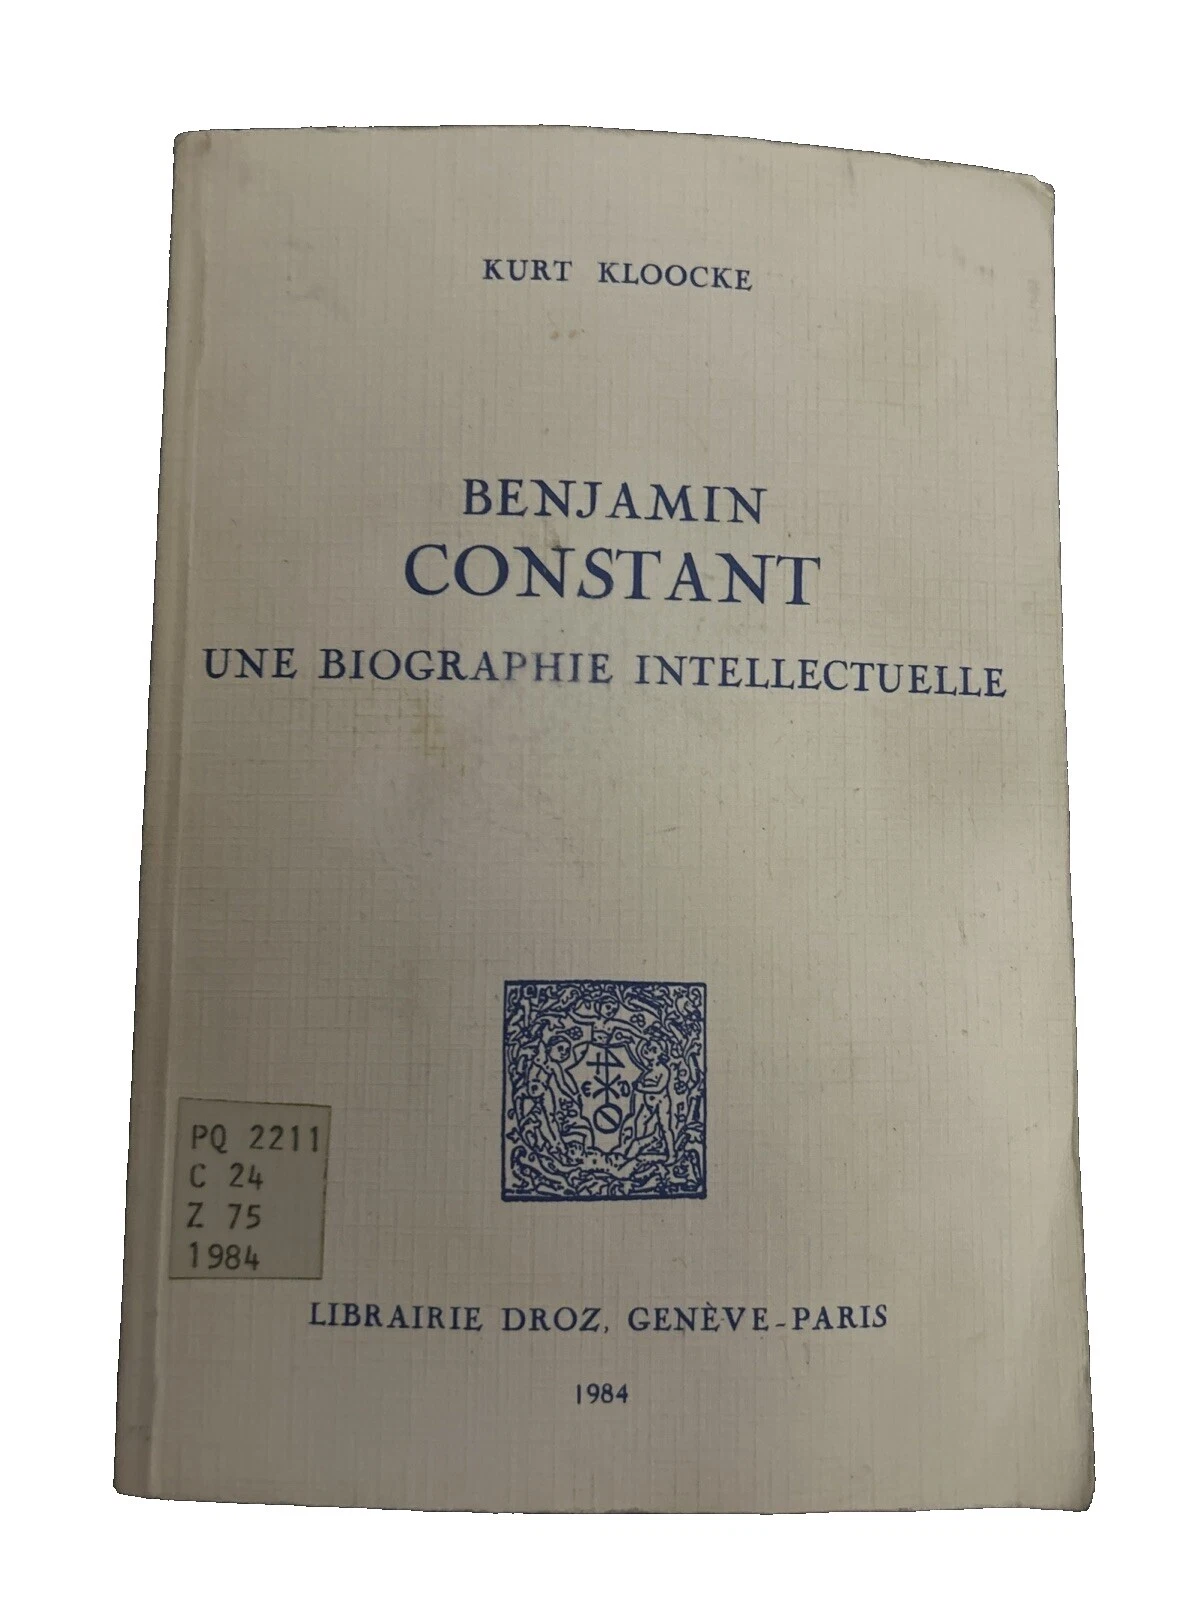 KURT KLOOCKE
BENJAMIN
CONSTANT
UNE BIOGRAPHIE INTELLECTUELLE
PQ 2211
C 24
Z 75
1984
LIBRAIRIE DROZ, GENÈVE-PARIS
1984